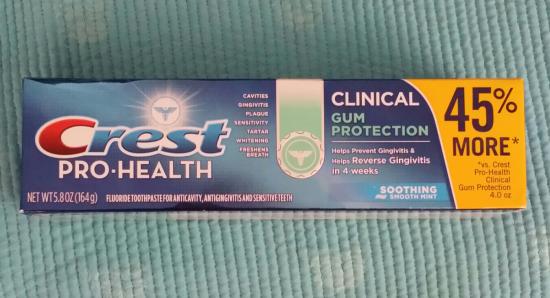 Crest
PRO-HEALTH
NET WT 5.8 OZ (164 g)
FLUORIDE TOOTHPASTE FOR ANTICAVITY, ANTIGINGIVITIS AND SENSITIVE TEETH
CAVITIES
GINGIVITIS
PLAQUE
SENSITIVITY
TARTAR
WHITENING
FRESHENS
BREATH
CLINICAL
GUM
PROTECTION
Helps Prevent Gingivitis &
Helps Reverse Gingivitis
in 4 weeks
SOOTHING
SMOOTH MINT
45%
MORE*
*vs. Crest
Pro-Health
Clinical
Gum Protection
4.0 oz